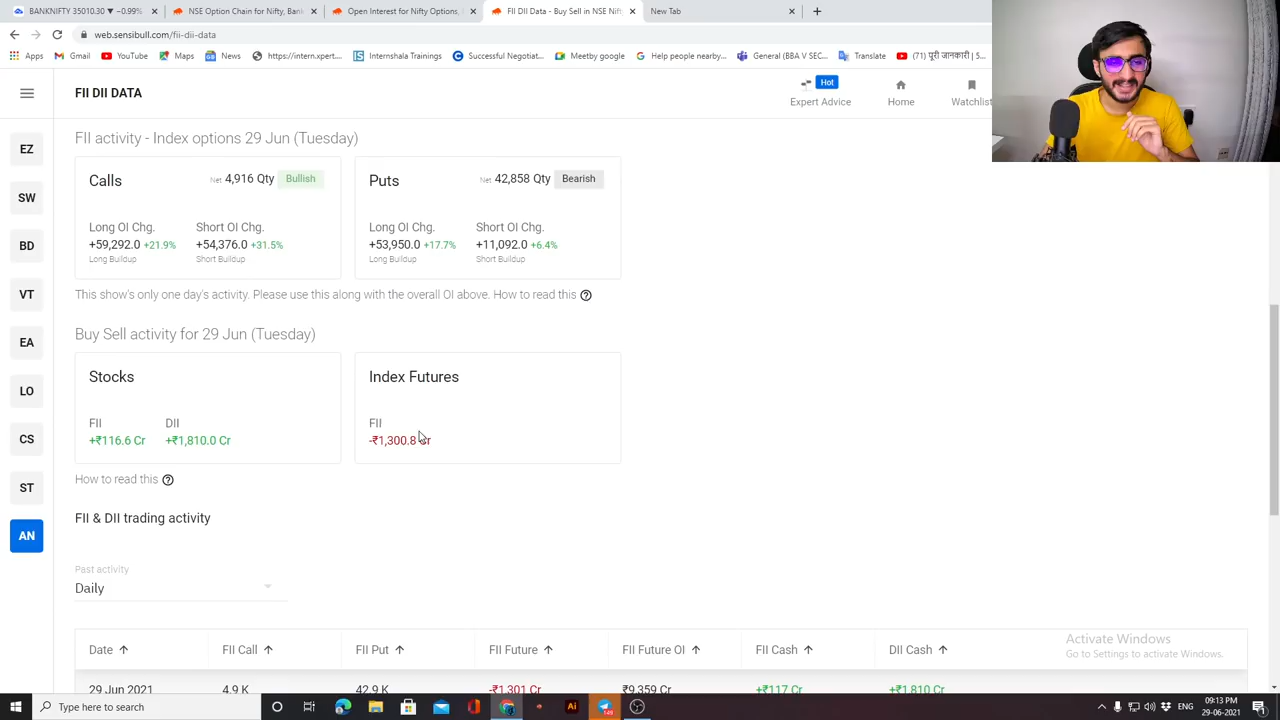 BANKNIFTY 35010.30 ▼ −0.99%
NSE Option Chain for Nifty, Bank
Open Interest for Nifty Options,
FII DII Data - Buy Sell in NSE Nif
New Tab
web.sensibull.com/fii-dii-data
Apps
Gmail
YouTube
Maps
News
https://intern.xpert....
Internshala Trainings
Successful Negotiat...
Meetby google
Help people nearby...
General (BBA V SEC...
Translate
(71) पूरी जानकारी | 5...
FII DII DATA
Hot
Expert Advice
Home
Watchlis
EZ
SW
BD
VT
EA
LO
CS
ST
AN
FII activity - Index options 29 Jun (Tuesday)
Calls
Net 4,916 Qty Bullish
Long OI Chg. Short OI Chg.
+59,292.0 +21.9% +54,376.0 +31.5%
Long Buildup Short Buildup
Puts
Net 42,858 Qty Bearish
Long OI Chg. Short OI Chg.
+53,950.0 +17.7% +11,092.0 +6.4%
Long Buildup Short Buildup
This show's only one day's activity. Please use this along with the overall OI above. How to read this
Buy Sell activity for 29 Jun (Tuesday)
Stocks
FII DII
+₹116.6 Cr +₹1,810.0 Cr
Index Futures
FII
-₹1,300.8 Cr
How to read this
FII & DII trading activity
Past activity
Daily
Date FII Call FII Put FII Future FII Future OI FII Cash DII Cash
29 Jun 2021 4.9 K 42.9 K -₹1,301 Cr ₹9,359 Cr +₹117 Cr +₹1,810 Cr
Activate Windows
Go to Settings to activate Windows.
Type here to search
ENG
09:13 PM
29-06-2021